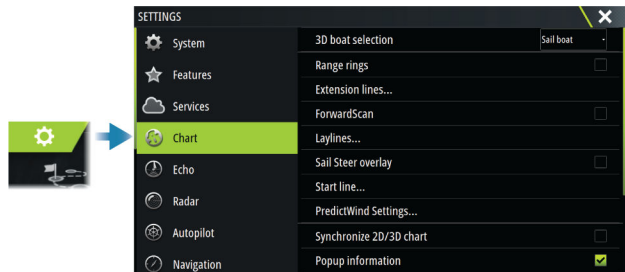 SETTINGS
System
Features
Services
Chart
Echo
Radar
Autopilot
Navigation
3D boat selection
Sail boat
Range rings
Extension lines...
ForwardScan
Laylines...
Sail Steer overlay
Start line...
PredictWind Settings...
Synchronize 2D/3D chart
Popup information